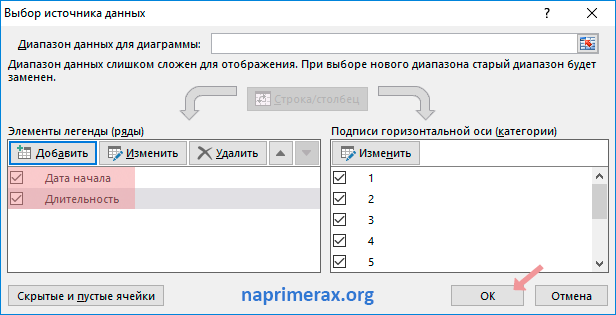 Выбор источника данных
Диапазон данных для диаграммы:
Диапазон данных слишком сложен для отображения. При выборе нового диапазона старый диапазон будет
заменен.
Строка/столбец
Элементы легенды (ряды)
Добавить Изменить Удалить
Дата начала
Длительность
Подписи горизонтальной оси (категории)
Изменить
1
2
3
4
5
Скрытые и пустые ячейки
naprimerax.org
ОК Отмена